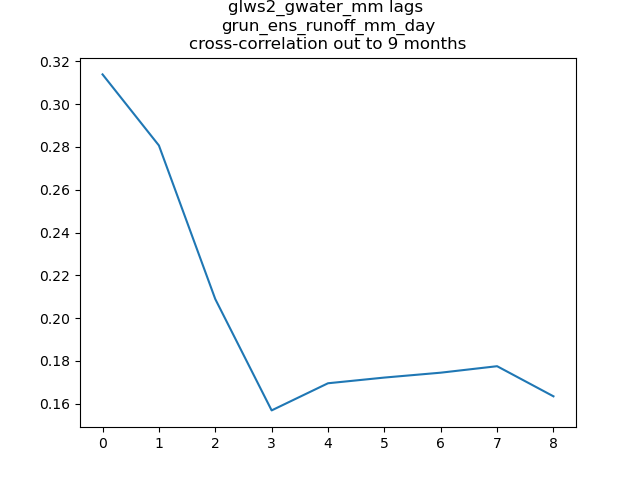 glws2_gwater_mm lags
grun_ens_runoff_mm_day
cross-correlation out to 9 months
0.32
0.30
0.28
0.26
0.24
0.22
0.20
0.18
0.16
0 1 2 3 4 5 6 7 8